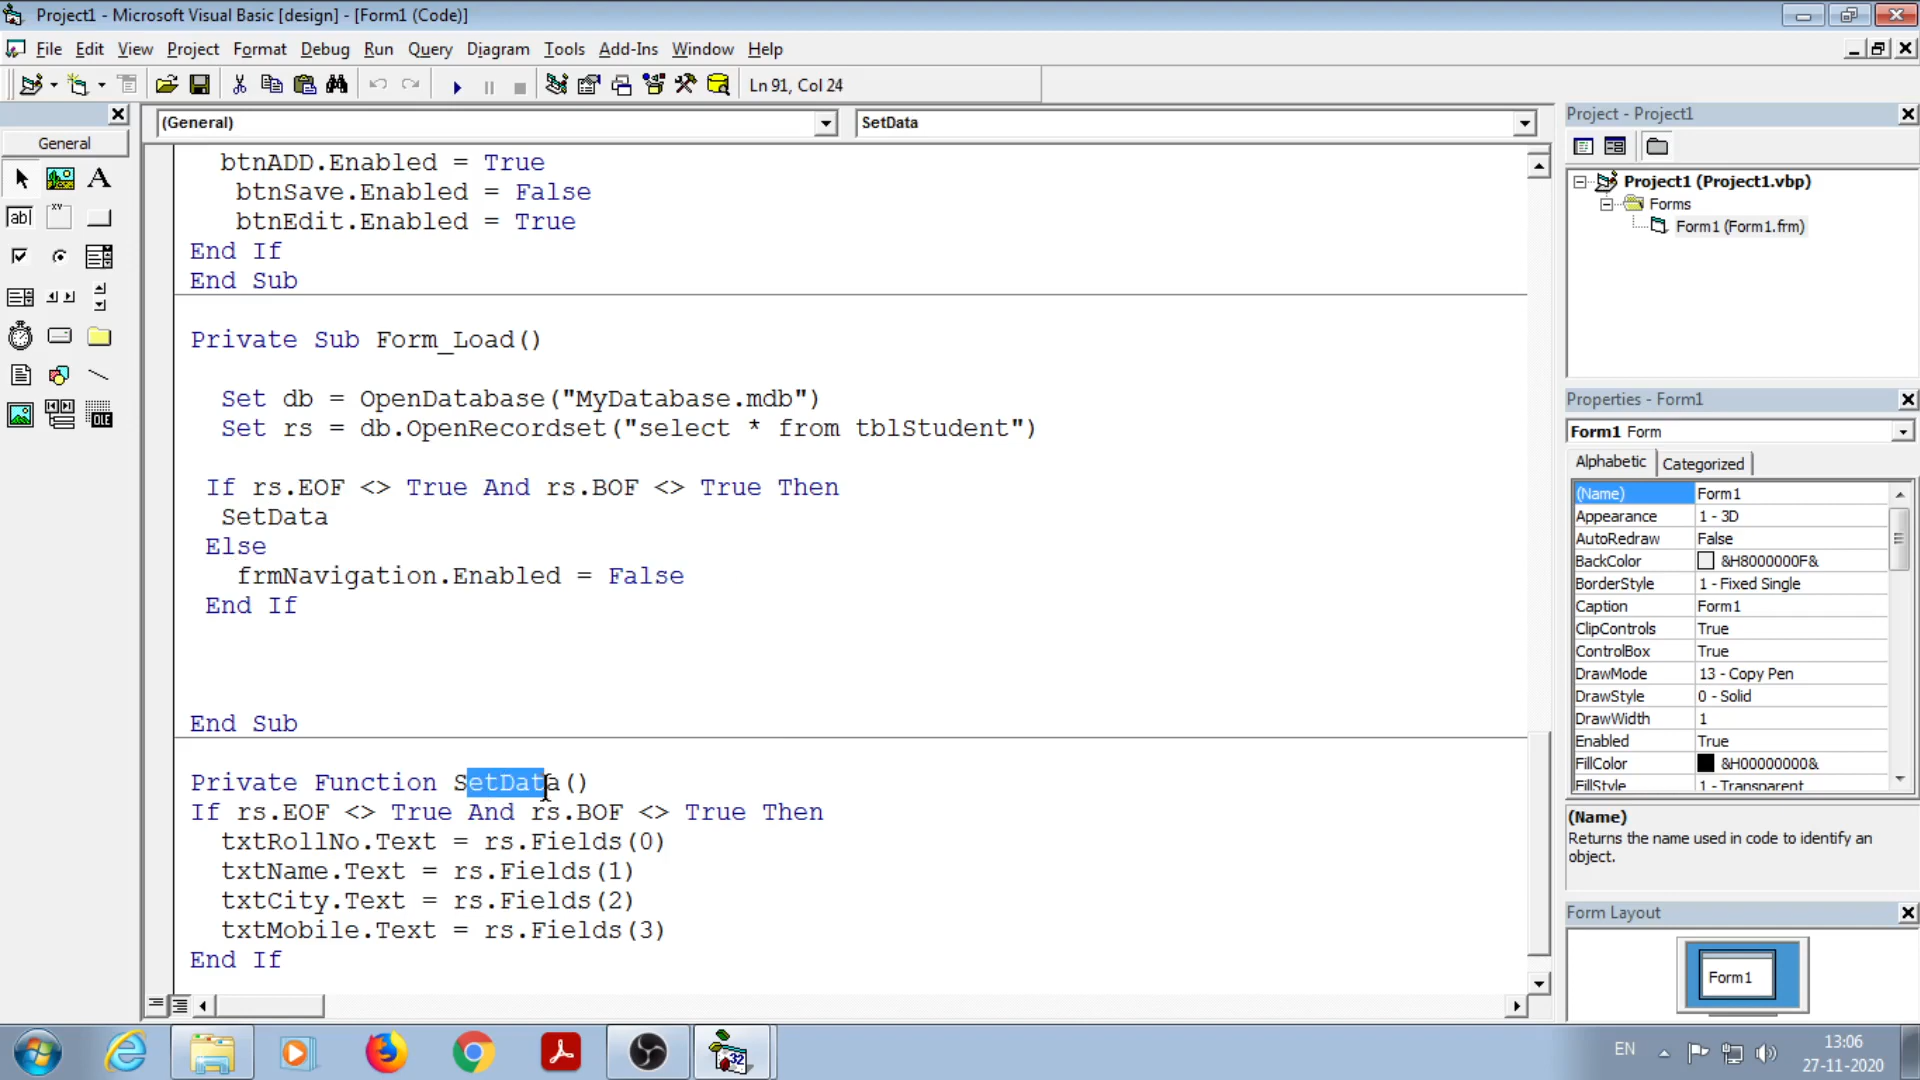 Project1 - Microsoft Visual Basic [design] - [Form1 (Code)]
File Edit View Project Format Debug Run Query Diagram Tools Add-Ins Window Help
Ln 91, Col 24
General
(General)
SetData
btnADD.Enabled = True
btnSave.Enabled = False
btnEdit.Enabled = True
End If
End Sub
Private Sub Form_Load()
Set db = OpenDatabase("MyDatabase.mdb")
Set rs = db.OpenRecordset("select * from tblStudent")
If rs.EOF <> True And rs.BOF <> True Then
SetData
Else
frmNavigation.Enabled = False
End If
End Sub
Private Function SetData()
If rs.EOF <> True And rs.BOF <> True Then
txtRollNo.Text = rs.Fields(0)
txtName.Text = rs.Fields(1)
txtCity.Text = rs.Fields(2)
txtMobile.Text = rs.Fields(3)
End If
Project - Project1
Project1 (Project1.vbp)
Forms
Form1 (Form1.frm)
Properties - Form1
Form1 Form
Alphabetic Categorized
(Name) Form1
Appearance 1 - 3D
AutoRedraw False
BackColor &H8000000F&
BorderStyle 1 - Fixed Single
Caption Form1
ClipControls True
ControlBox True
DrawMode 13 - Copy Pen
DrawStyle 0 - Solid
DrawWidth 1
Enabled True
FillColor &H00000000&
FillStyle 1 - Transparent
(Name)
Returns the name used in code to identify an
object.
Form Layout
Form1
EN
13:06
27-11-2020